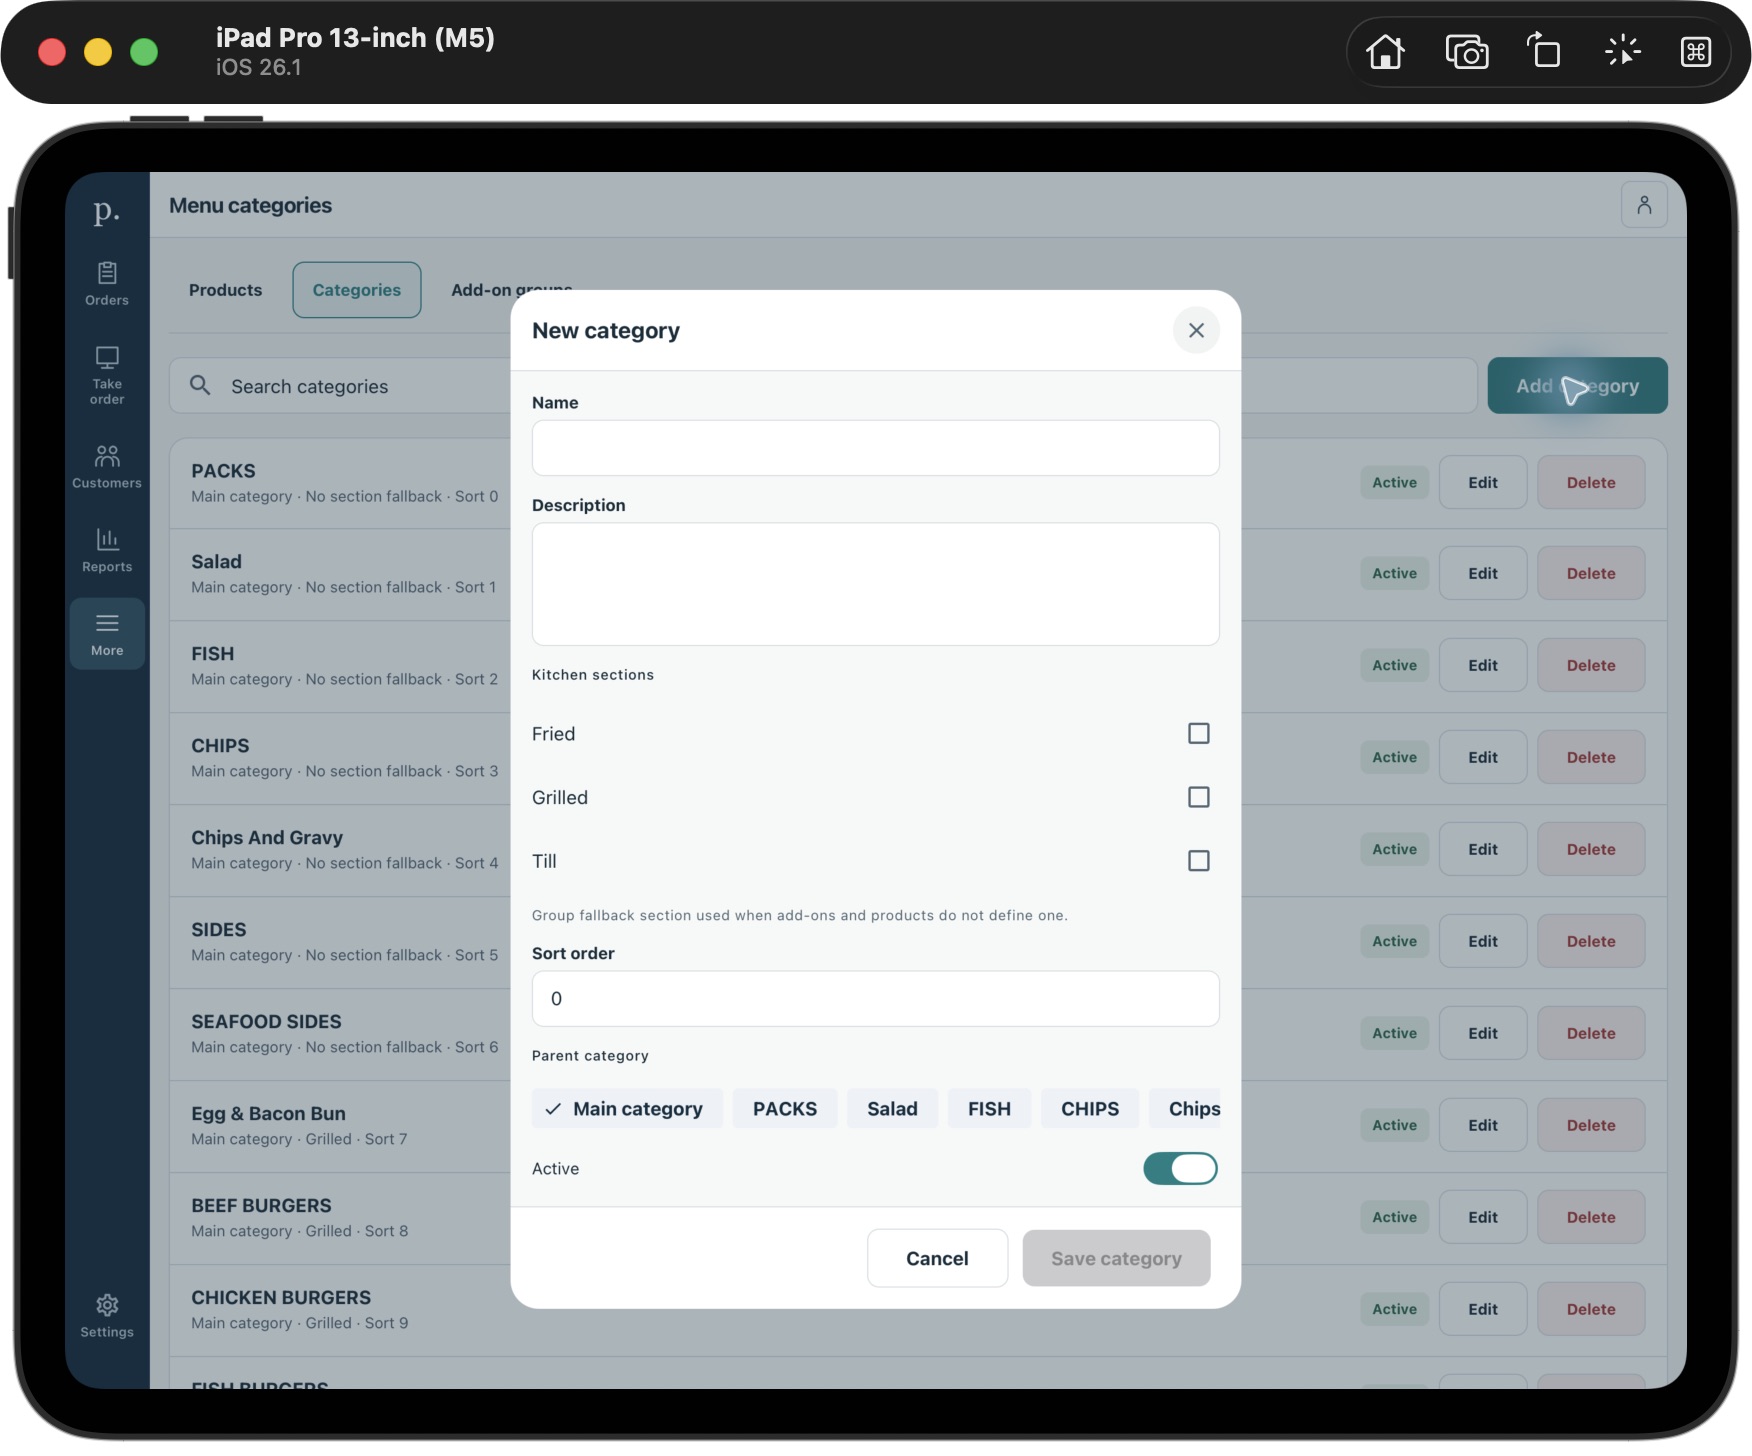 iPad Pro 13-inch (M5)
iOS 26.1
p.
Orders
Take
order
Customers
Reports
More
Settings
Menu categories
Products
Categories
Add-on groups
Search categories
Add category
PACKS
Main category · No section fallback · Sort 0
Active
Edit
Delete
Salad
Main category · No section fallback · Sort 1
Active
Edit
Delete
FISH
Main category · No section fallback · Sort 2
Active
Edit
Delete
CHIPS
Main category · No section fallback · Sort 3
Active
Edit
Delete
Chips And Gravy
Main category · No section fallback · Sort 4
Active
Edit
Delete
SIDES
Main category · No section fallback · Sort 5
Active
Edit
Delete
SEAFOOD SIDES
Main category · No section fallback · Sort 6
Active
Edit
Delete
Egg & Bacon Bun
Main category · Grilled · Sort 7
Active
Edit
Delete
BEEF BURGERS
Main category · Grilled · Sort 8
Active
Edit
Delete
CHICKEN BURGERS
Main category · Grilled · Sort 9
Active
Edit
Delete
FISH BURGERS
New category
Name
Description
Kitchen sections
Fried
Grilled
Till
Group fallback section used when add-ons and products do not define one.
Sort order
0
Parent category
Main category
PACKS
Salad
FISH
CHIPS
Chips
Active
Cancel
Save category